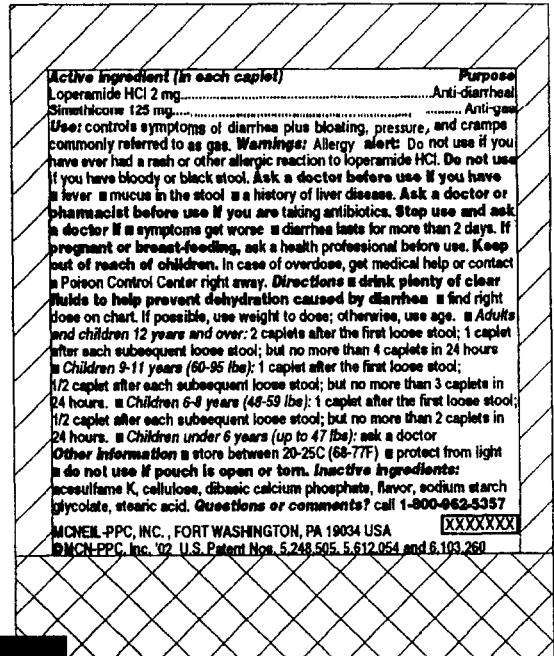 Active Ingredient (in each caplet) Purpose
Loperamide HCl 2 mg..........Anti-diarrheal
Simethicone 125 mg.......... Anti-gas
Use: controls symptoms of diarrhea plus bloating, pressure, and cramps
commonly referred to as gas. Warnings: Allergy alert: Do not use if you
have ever had a rash or other allergic reaction to loperamide HCl. Do not use
if you have bloody or black stool. Ask a doctor before use if you have
■ fever ■ mucus in the stool ■ a history of liver disease. Ask a doctor or
pharmacist before use if you are taking antibiotics. Stop use and ask
a doctor if ■ symptoms get worse ■ diarrhea lasts for more than 2 days. If
pregnant or breast-feeding, ask a health professional before use. Keep
out of reach of children. In case of overdose, get medical help or contact
a Poison Control Center right away. Directions ■ drink plenty of clear
fluids to help prevent dehydration caused by diarrhea ■ find right
dose on chart. If possible, use weight to dose; otherwise, use age. ■ Adults
and children 12 years and over: 2 caplets after the first loose stool; 1 caplet
after each subsequent loose stool; but no more than 4 caplets in 24 hours
■ Children 9-11 years (60-95 lbs): 1 caplet after the first loose stool;
1/2 caplet after each subsequent loose stool; but no more than 3 caplets in
24 hours. ■ Children 6-8 years (48-59 lbs): 1 caplet after the first loose stool;
1/2 caplet after each subsequent loose stool; but no more than 2 caplets in
24 hours. ■ Children under 6 years (up to 47 lbs): ask a doctor
Other Information ■ store between 20-25C (68-77F) ■ protect from light
■ do not use if pouch is open or torn. Inactive Ingredients:
acesulfame K, cellulose, dibasic calcium phosphate, flavor, sodium starch
glycolate, stearic acid. Questions or comments? call 1-800-962-5357
MCNEIL-PPC, INC., FORT WASHINGTON, PA 19034 USA XXXXXXX
©MCN-PPC, Inc. '02 U.S. Patent Nos. 5,248,505, 5,612,054 and 6,103,260